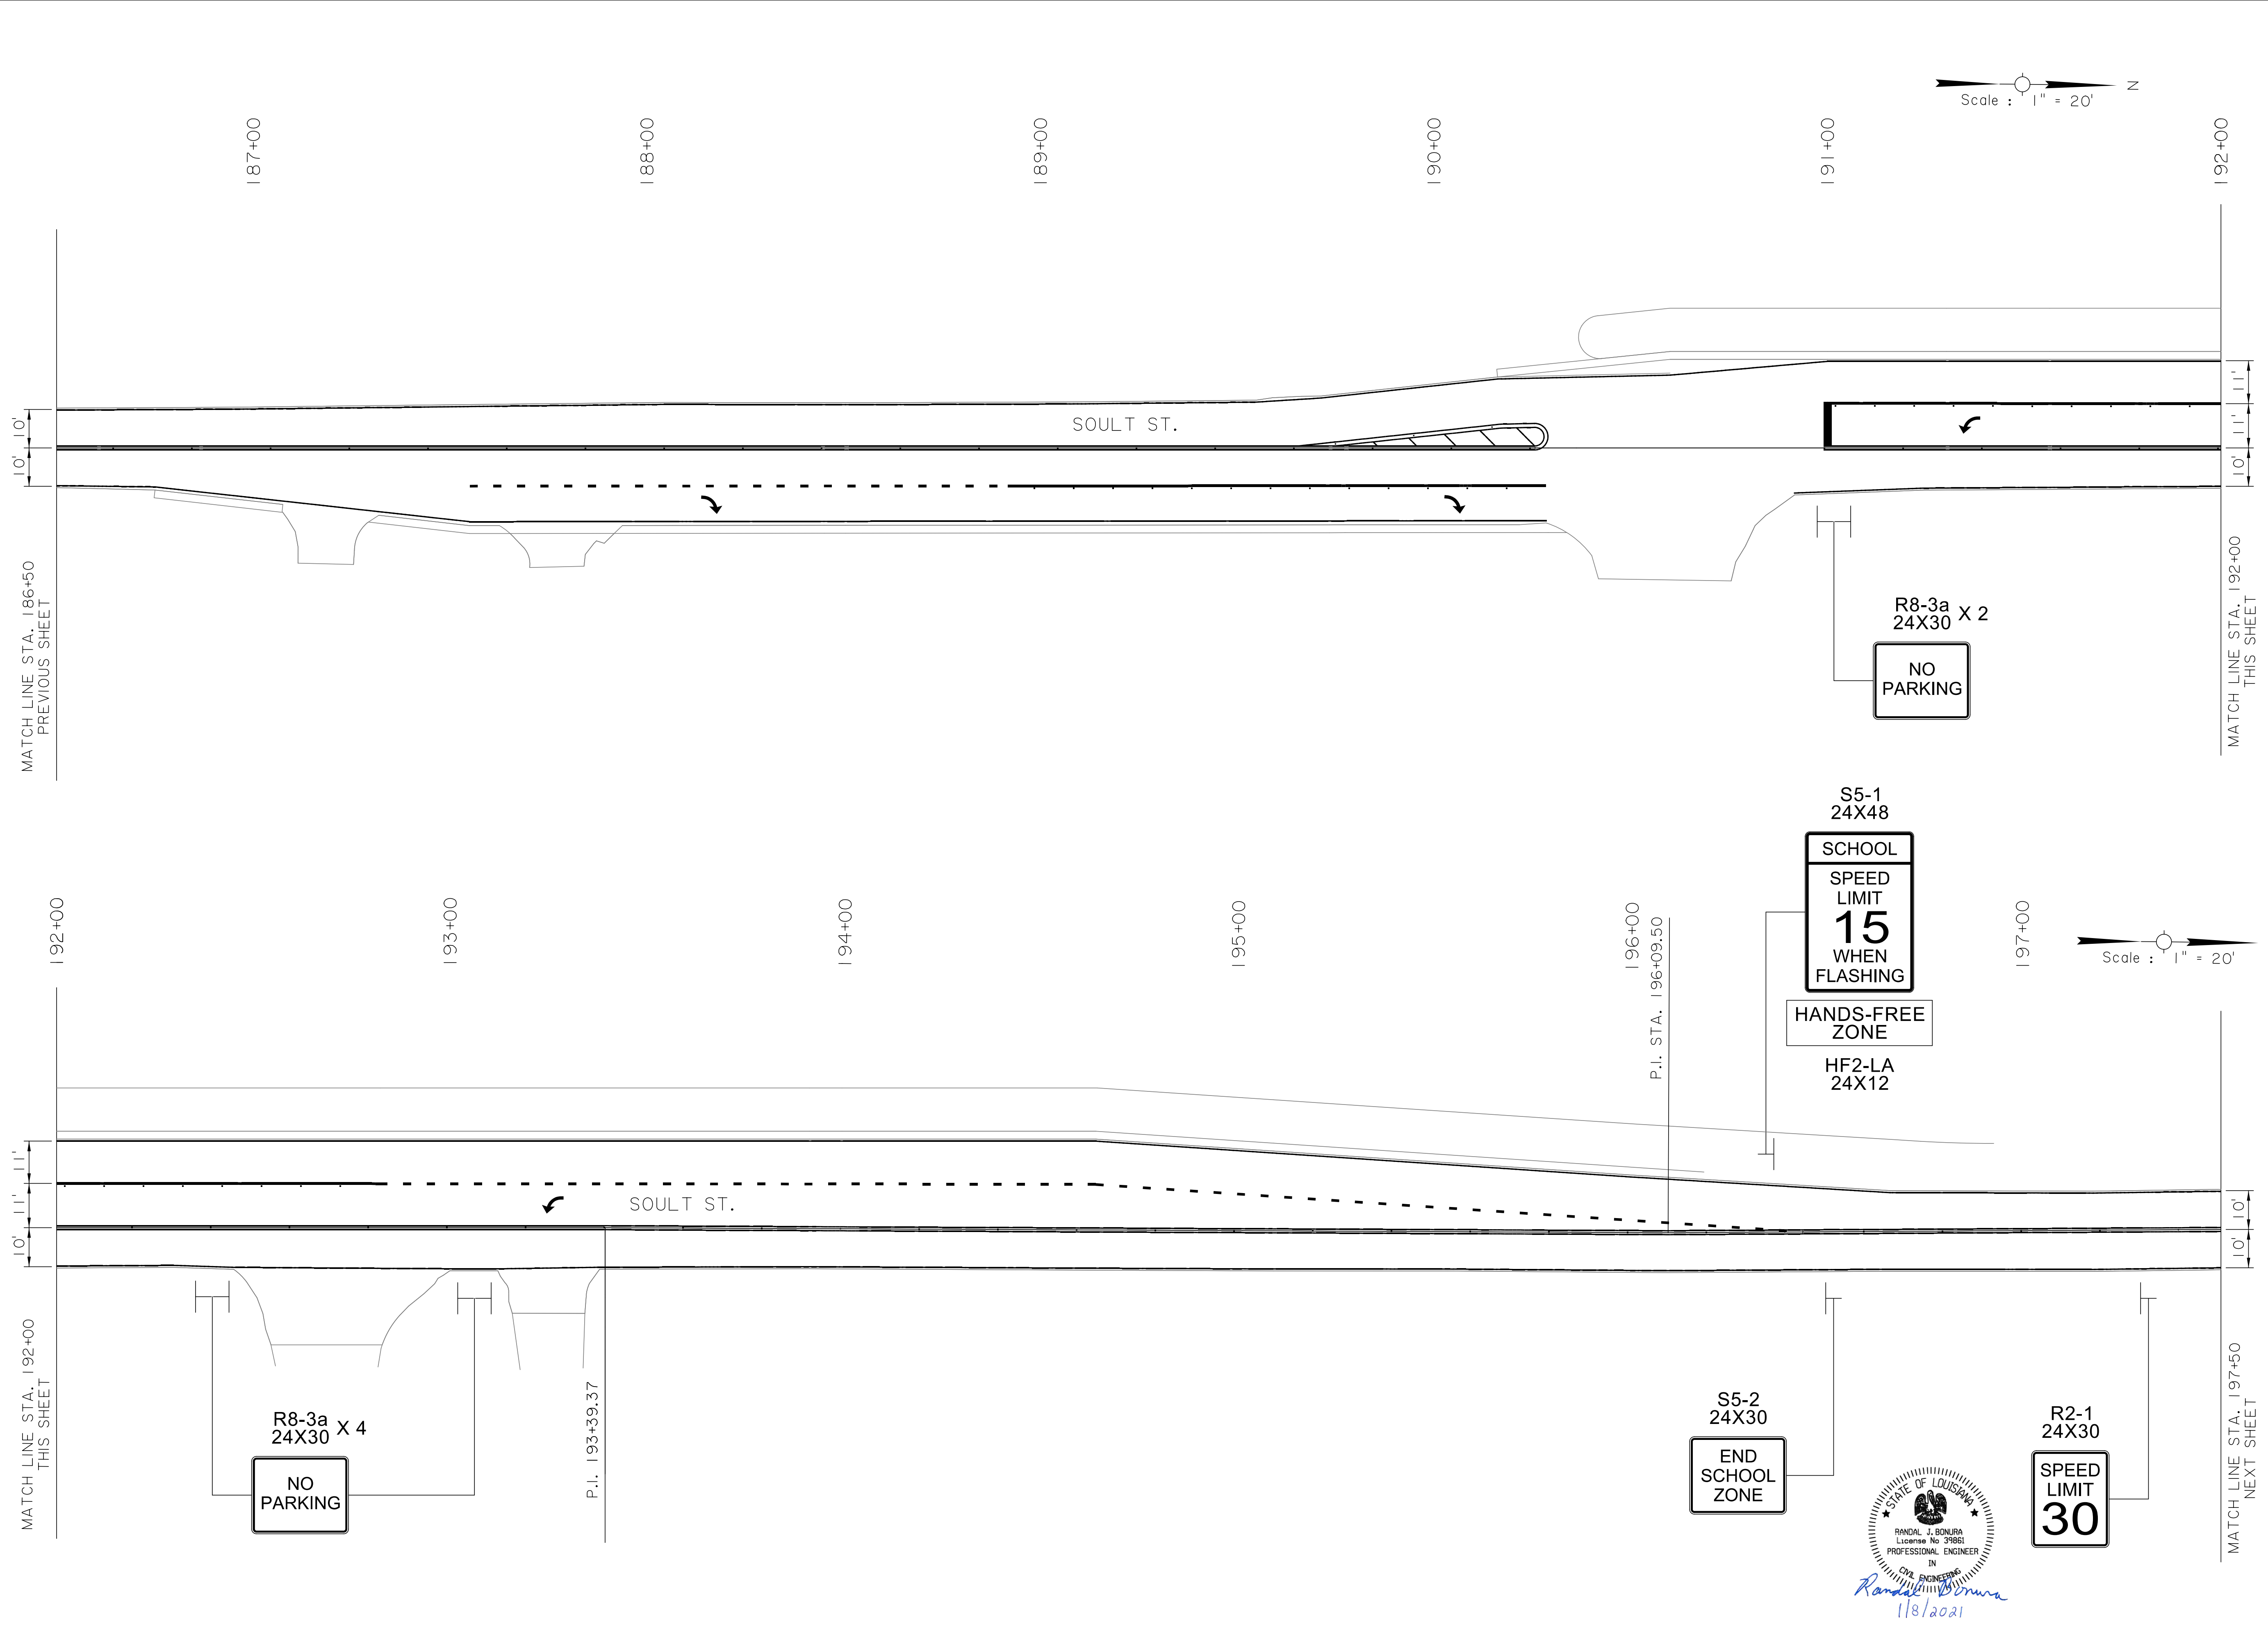 N
Scale : 1" = 20'
187+00
188+00
189+00
190+00
191+00
192+00
10'
10'
SOULT ST.
11'
11'
10'
MATCH LINE STA. 186+50
PREVIOUS SHEET
MATCH LINE STA. 192+00
THIS SHEET
R8-3a
24X30 X 2
NO
PARKING
S5-1
24X48
SCHOOL
SPEED
LIMIT
15
WHEN
FLASHING
HANDS-FREE
ZONE
HF2-LA
24X12
192+00
193+00
194+00
195+00
196+00
P.I. STA. 196+09.50
197+00
Scale : 1" = 20'
11'
11'
10'
SOULT ST.
10'
10'
MATCH LINE STA. 192+00
THIS SHEET
R8-3a
24X30 X 4
NO
PARKING
P.I. 193+39.37
S5-2
24X30
END
SCHOOL
ZONE
R2-1
24X30
SPEED
LIMIT
30
MATCH LINE STA. 197+50
NEXT SHEET
STATE OF LOUISIANA
RANDAL J. BONURA
License No 39861
PROFESSIONAL ENGINEER
IN
CIVIL ENGINEERING
Randal Bonura
1/8/2021